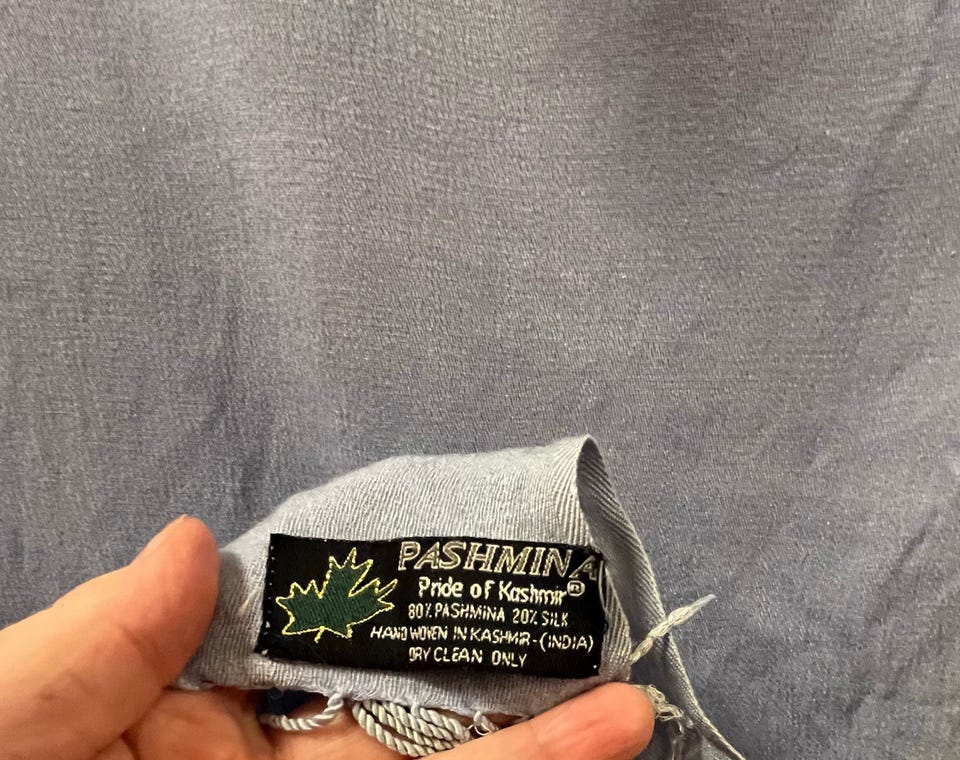 PASHMINA
Pride of Kashmir®
80% PASHMINA 20% SILK
HAND WOVEN IN KASHMIR-(INDIA)
DRY CLEAN ONLY